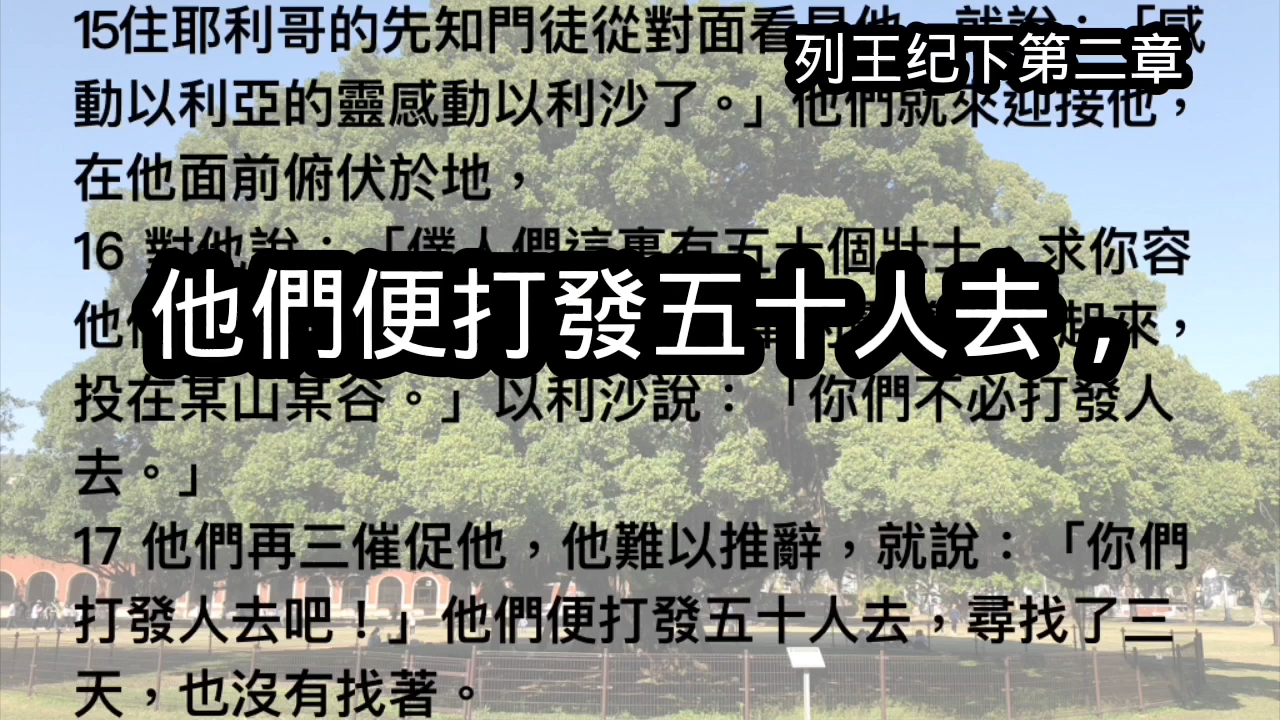 15住耶利哥的先知門徒從對面看見他，就說：「感
列王纪下第二章
動以利亞的靈感動以利沙了。」他們就來迎接他，
在他面前俯伏於地，
16 對他說：「僕人們這裏有五十個壯士，求你容
他們便打發五十人去，
起來，
投在某山某谷。」以利沙說：「你們不必打發人
去。」
17 他們再三催促他，他難以推辭，就說：「你們
打發人去吧！」他們便打發五十人去，尋找了三
天，也沒有找著。